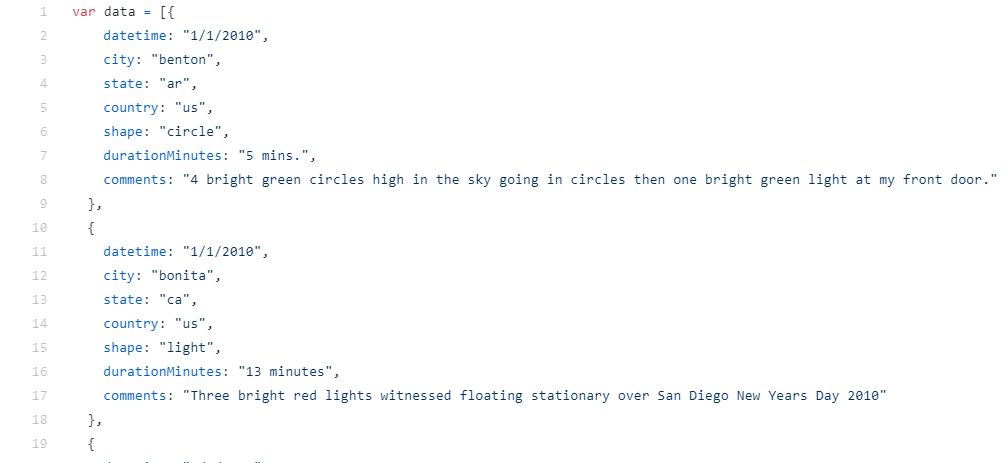 1 var data = [{
2 datetime: "1/1/2010",
3 city: "benton",
4 state: "ar",
5 country: "us",
6 shape: "circle",
7 durationMinutes: "5 mins.",
8 comments: "4 bright green circles high in the sky going in circles then one bright green light at my front door."
9 },
10 {
11 datetime: "1/1/2010",
12 city: "bonita",
13 state: "ca",
14 country: "us",
15 shape: "light",
16 durationMinutes: "13 minutes",
17 comments: "Three bright red lights witnessed floating stationary over San Diego New Years Day 2010"
18 },
19 {